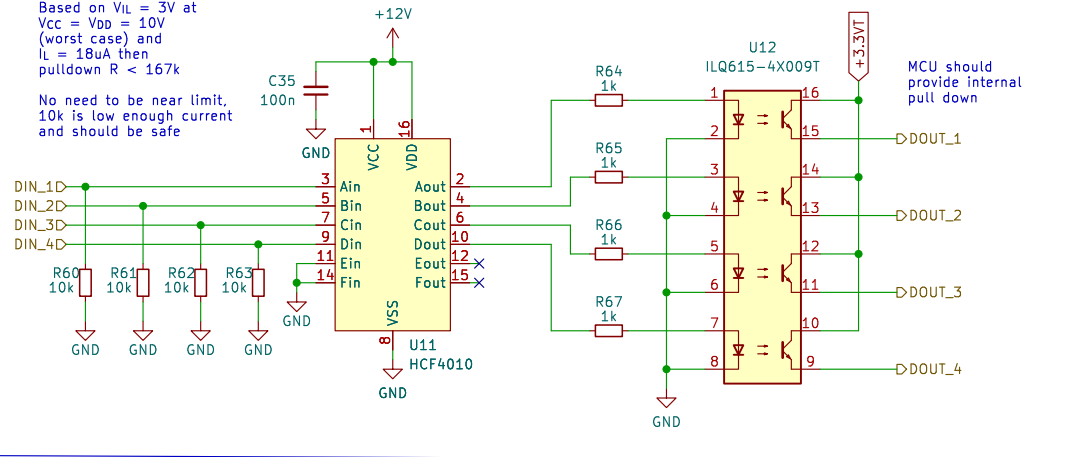 Based on VIL = 3V at
VCC = VDD = 10V
(worst case) and
IL = 18uA then
pulldown R < 167k
No need to be near limit,
10k is low enough current
and should be safe
+12V
C35
100n
GND
1
16
VCC
VDD
DIN_1
DIN_2
DIN_3
DIN_4
3
5
7
9
11
14
Ain
Bin
Cin
Din
Ein
Fin
Aout
Bout
Cout
Dout
Eout
Fout
2
4
6
10
12
15
R60
10k
R61
10k
R62
10k
R63
10k
GND
GND
GND
GND
GND
VSS
8
U11
HCF4010
GND
R64
1k
R65
1k
R66
1k
R67
1k
U12
ILQ615-4X009T
1
2
3
4
5
6
7
8
16
15
14
13
12
11
10
9
GND
+3.3VT
MCU should
provide internal
pull down
DOUT_1
DOUT_2
DOUT_3
DOUT_4